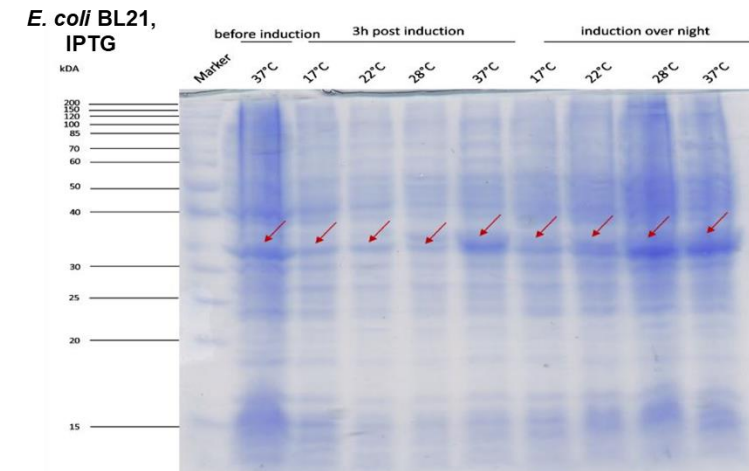 E. coli BL21,
IPTG
before induction
3h post induction
induction over night
kDA
Marker
37°C
17°C
22°C
28°C
37°C
17°C
22°C
28°C
37°C
200
150
120
100
85
70
60
50
40
30
25
20
15